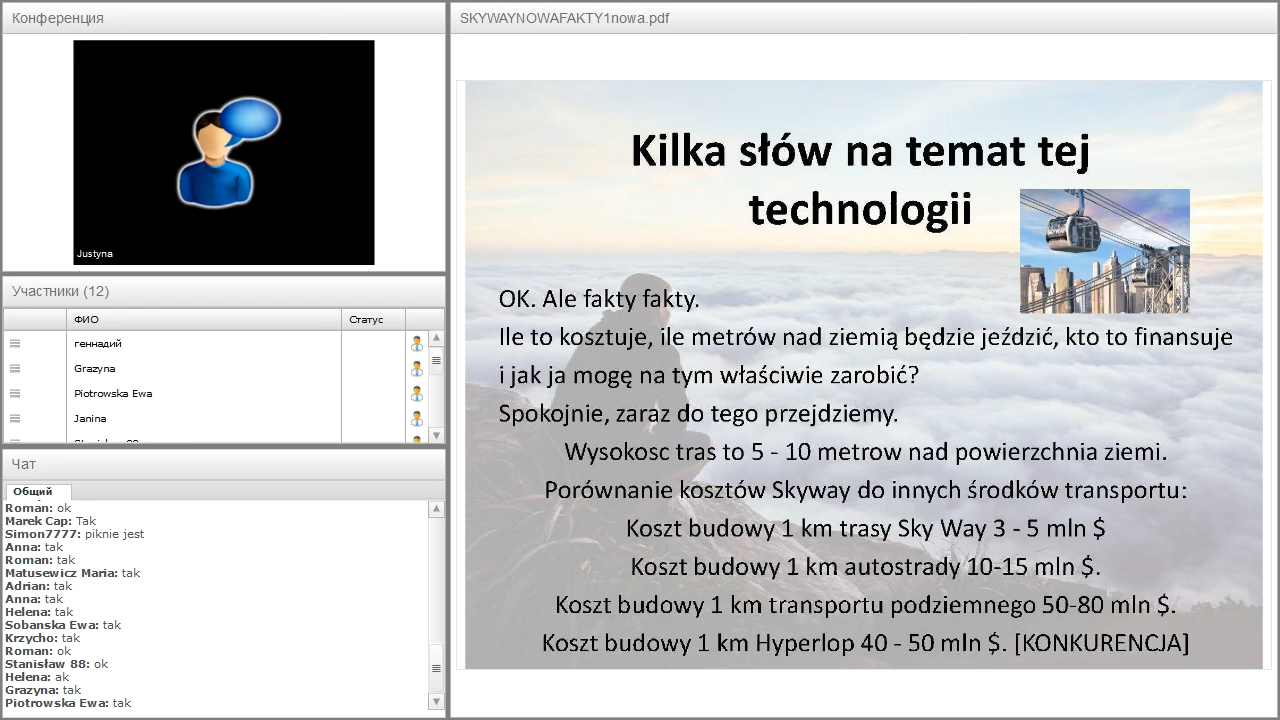 Конференция
Justyna
Участники (12)
ФИО
Статус
геннадий
Grazyna
Piotrowska Ewa
Janina
Чат
Общий
Roman: ok
Marek Cap: Tak
Simon7777: piknie jest
Anna: tak
Roman: tak
Matusewicz Maria: tak
Adrian: tak
Anna: tak
Helena: tak
Sobanska Ewa: tak
Krzycho: tak
Roman: ok
Stanisław 88: ok
Helena: ak
Grazyna: tak
Piotrowska Ewa: tak
SKYWAYNOWAFAKTY1nowa.pdf
Kilka słów na temat tej
technologii
OK. Ale fakty fakty.
Ile to kosztuje, ile metrów nad ziemią będzie jeździć, kto to finansuje
i jak ja mogę na tym właściwie zarobić?
Spokojnie, zaraz do tego przejdziemy.
Wysokosc tras to 5 - 10 metrow nad powierzchnia ziemi.
Porównanie kosztów Skyway do innych środków transportu:
Koszt budowy 1 km trasy Sky Way 3 - 5 mln $
Koszt budowy 1 km autostrady 10-15 mln $.
Koszt budowy 1 km transportu podziemnego 50-80 mln $.
Koszt budowy 1 km Hyperlop 40 - 50 mln $. [KONKURENCJA]